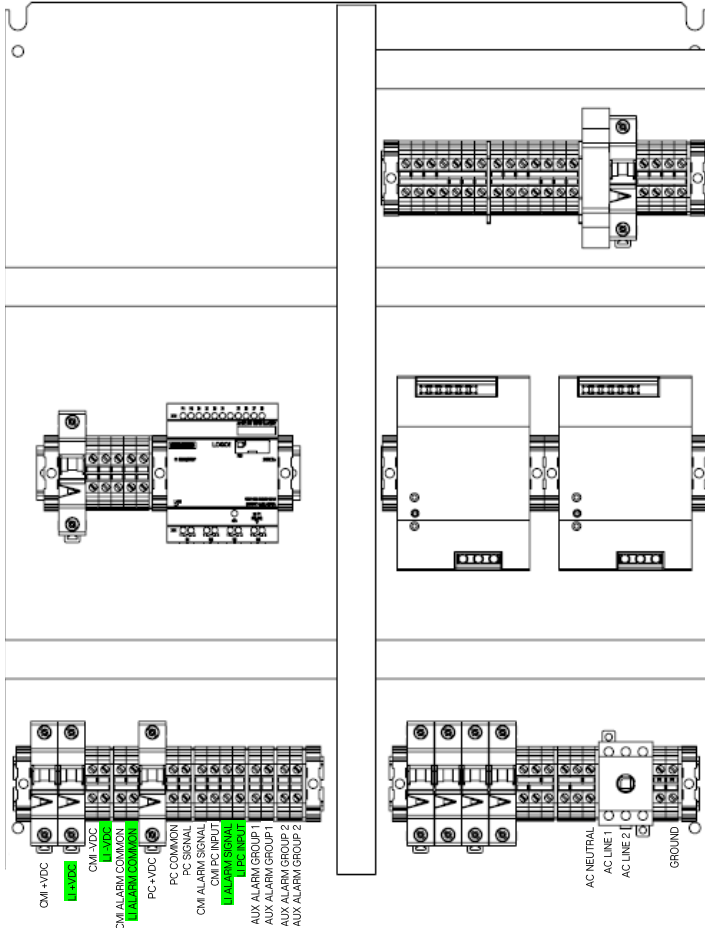 LOGO!
CMI +VDC
LI +VDC
CMI -VDC
LI -VDC
CMI ALARM COMMON
LI ALARM COMMON
PC +VDC
PC COMMON
PC SIGNAL
CMI ALARM SIGNAL
CMI PC INPUT
LI ALARM SIGNAL
LI PC INPUT
AUX ALARM GROUP 1
AUX ALARM GROUP 1
AUX ALARM GROUP 2
AUX ALARM GROUP 2
AC NEUTRAL
AC LINE 1
AC LINE 2
GROUND